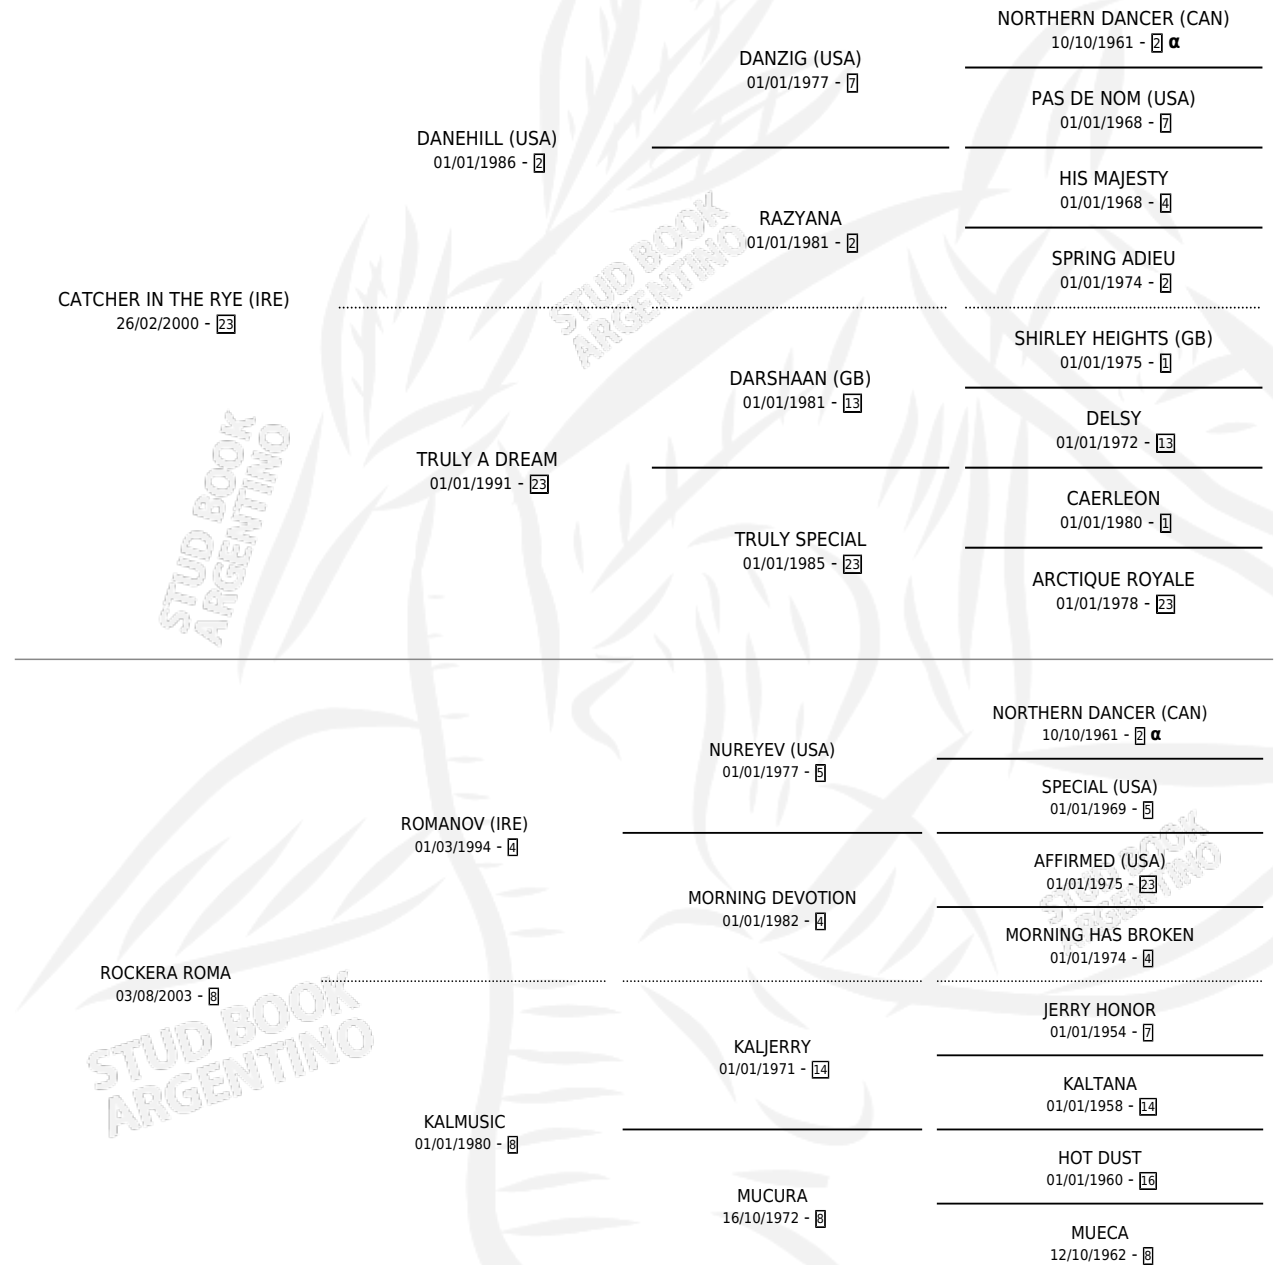 NORTHERN DANCER (CAN)
10/10/1961 - 2 α
DANZIG (USA)
01/01/1977 - 7
PAS DE NOM (USA)
01/01/1968 - 7
DANEHILL (USA)
01/01/1986 - 2
HIS MAJESTY
01/01/1968 - 4
RAZYANA
01/01/1981 - 2
SPRING ADIEU
01/01/1974 - 2
STUD BOOK
ARGENTINO
CATCHER IN THE RYE (IRE)
26/02/2000 - 23
SHIRLEY HEIGHTS (GB)
01/01/1975 - 1
DARSHAAN (GB)
01/01/1981 - 13
DELSY
01/01/1972 - 13
TRULY A DREAM
01/01/1991 - 23
CAERLEON
01/01/1980 - 1
TRULY SPECIAL
01/01/1985 - 23
ARCTIQUE ROYALE
01/01/1978 - 23
STUD BOOK
ARGENTINO
NORTHERN DANCER (CAN)
10/10/1961 - 2 α
NUREYEV (USA)
01/01/1977 - 5
SPECIAL (USA)
01/01/1969 - 5
ROMANOV (IRE)
01/03/1994 - 4
AFFIRMED (USA)
01/01/1975 - 23
STUD BOOK
ARGENTINO
MORNING DEVOTION
01/01/1982 - 4
MORNING HAS BROKEN
01/01/1974 - 4
ROCKERA ROMA
03/08/2003 - 8
STUD BOOK
ARGENTINO
JERRY HONOR
01/01/1954 - 7
KALJERRY
01/01/1971 - 14
KALTANA
01/01/1958 - 14
KALMUSIC
01/01/1980 - 8
HOT DUST
01/01/1960 - 16
MUCURA
16/10/1972 - 8
MUECA
12/10/1962 - 8